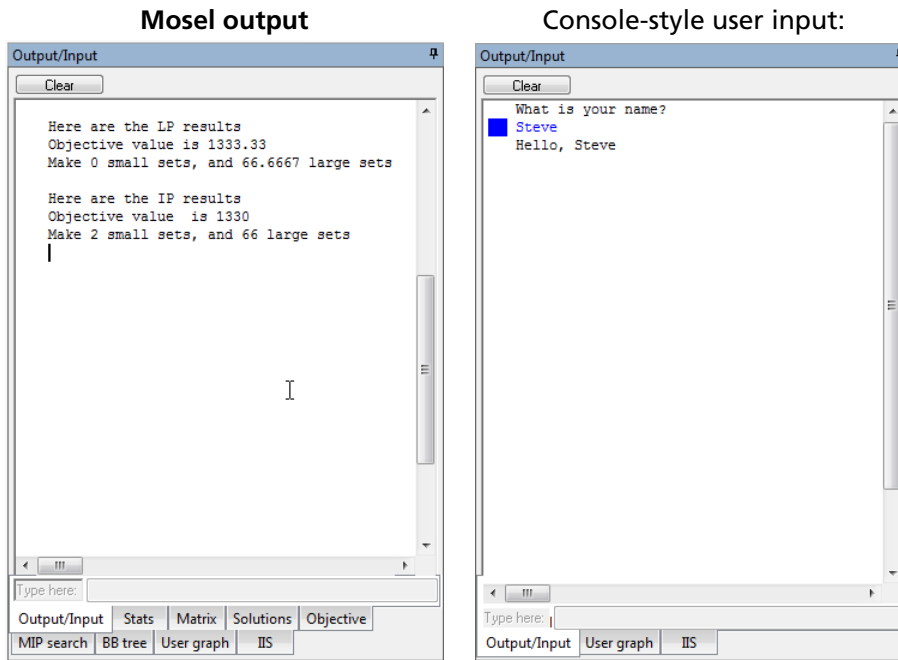 Mosel output
Output/Input
Clear
Here are the LP results
Objective value is 1333.33
Make 0 small sets, and 66.6667 large sets
Here are the IP results
Objective value  is 1330
Make 2 small sets, and 66 large sets
Type here:
Output/Input Stats Matrix Solutions Objective
MIP search BB tree User graph IIS
Console-style user input:
Output/Input
Clear
What is your name?
Steve
Hello, Steve
Type here:
Output/Input User graph IIS